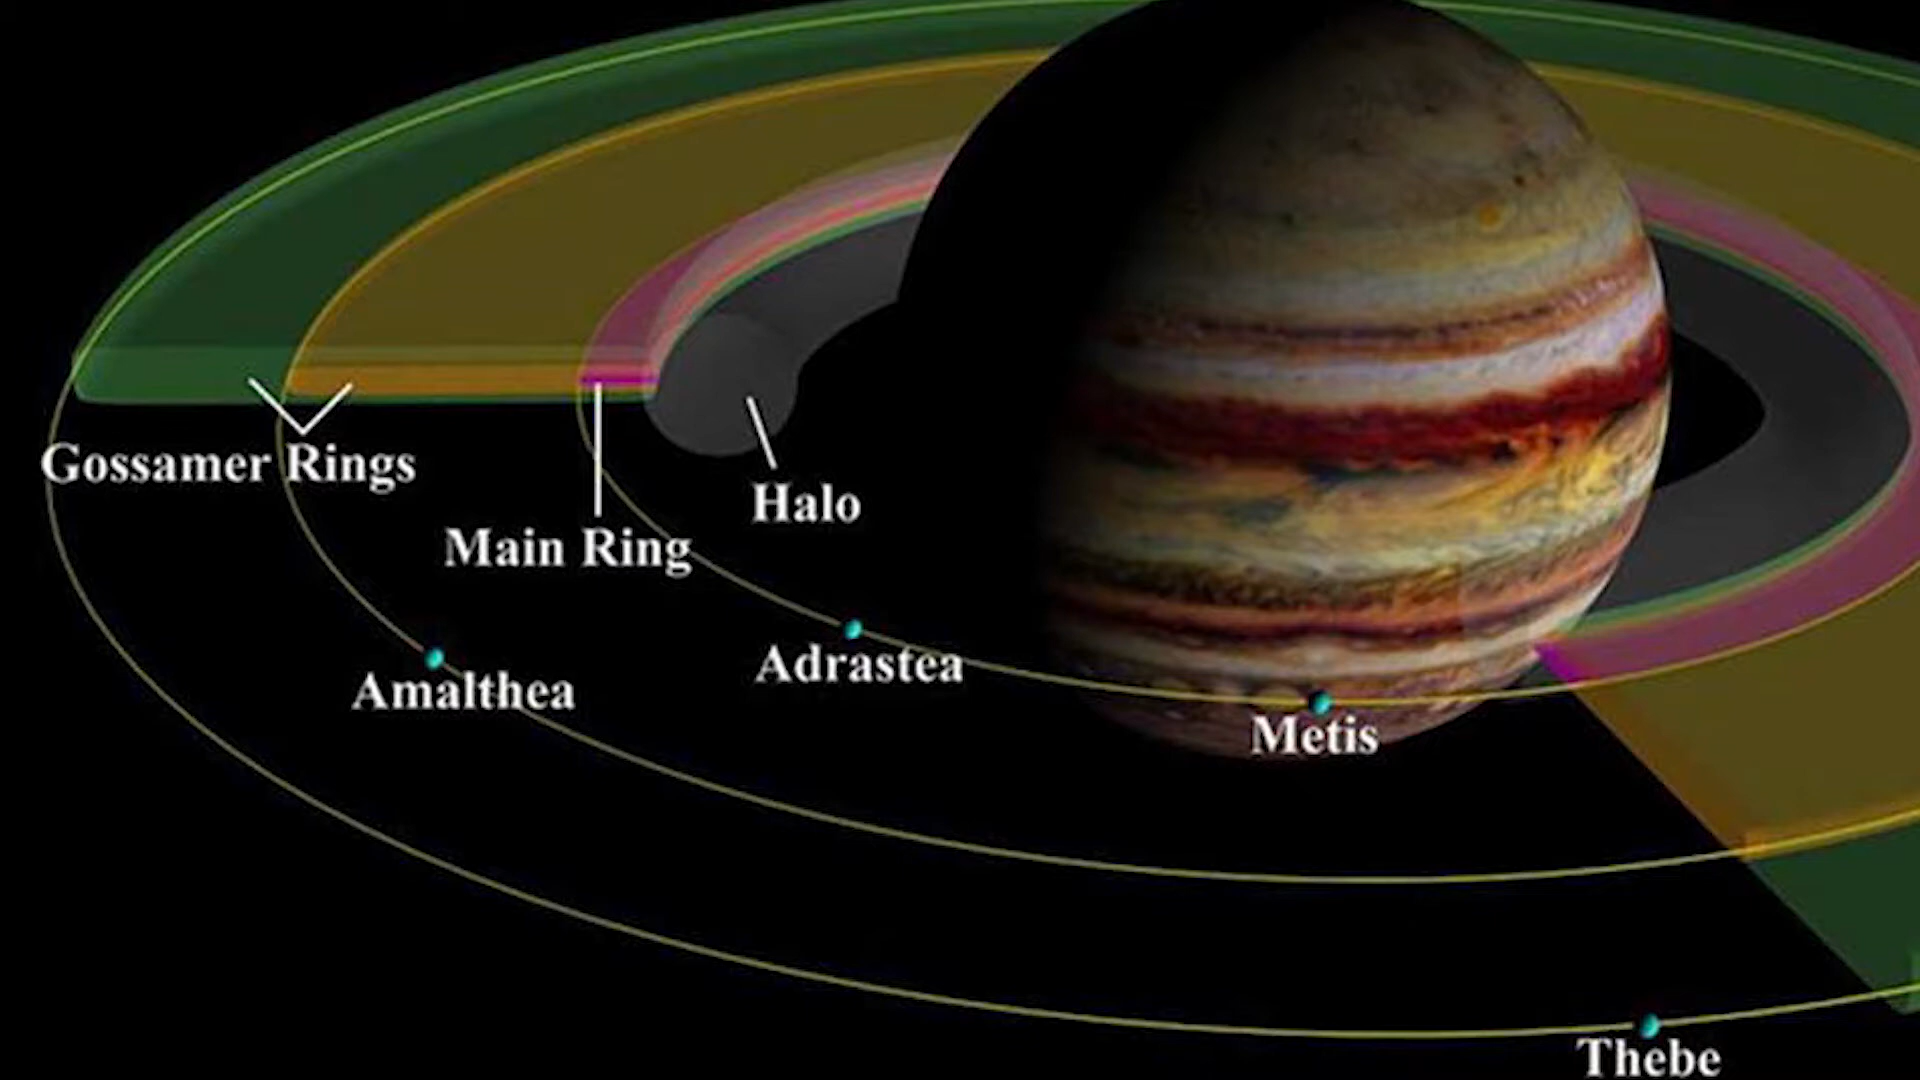 Gossamer Rings
Halo
Main Ring
Adrastea
Amalthea
Metis
Thebe